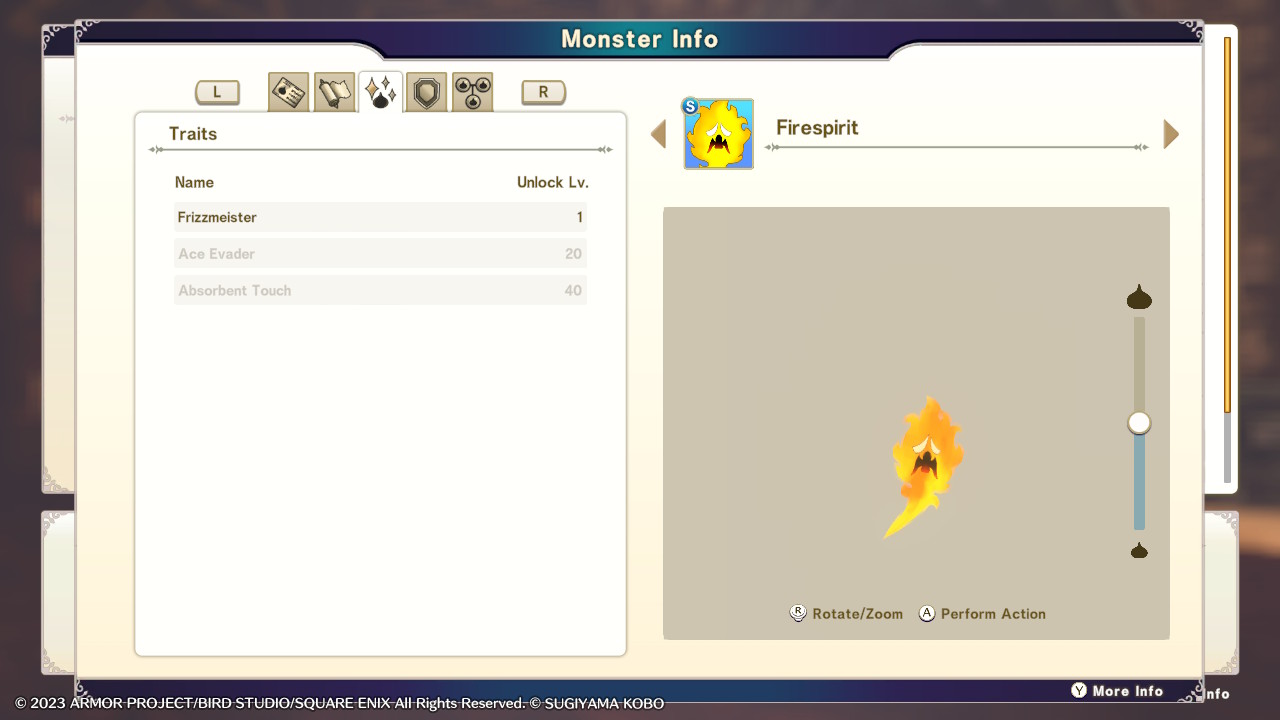 Monster Info
L
R
Traits
Name Unlock Lv.
Frizzmeister 1
Ace Evader 20
Absorbent Touch 40
S
Firespirit
R Rotate/Zoom A Perform Action
Y More Info
nfo
© 2023 ARMOR PROJECT/BIRD STUDIO/SQUARE ENIX All Rights Reserved. © SUGIYAMA KOBO